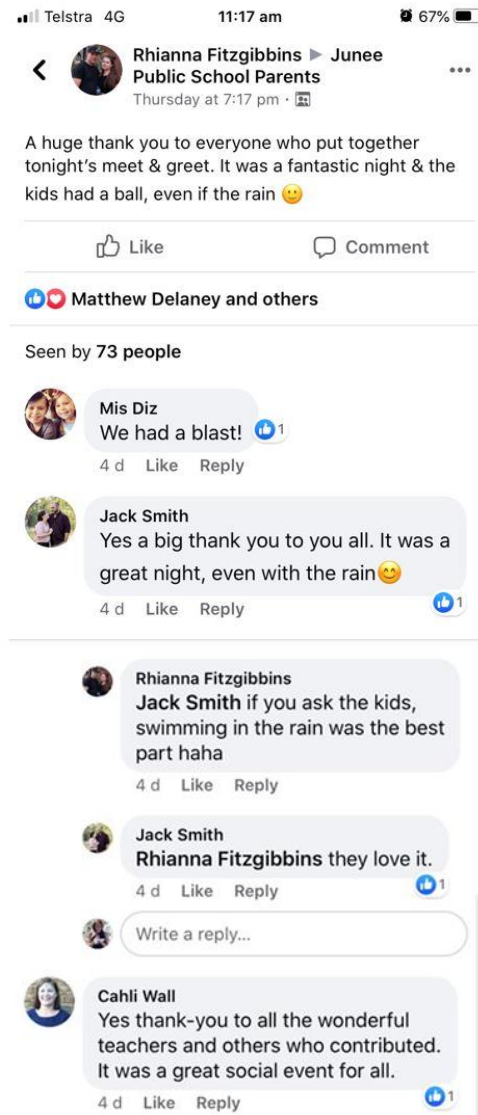 Telstra 4G 11:17 am 67%
Rhianna Fitzgibbins ▶ Junee
Public School Parents
Thursday at 7:17 pm ·
A huge thank you to everyone who put together
tonight's meet & greet. It was a fantastic night & the
kids had a ball, even if the rain 🙂
Like Comment
Matthew Delaney and others
Seen by 73 people
Mis Diz
We had a blast! 1
4 d Like Reply
Jack Smith
Yes a big thank you to you all. It was a
great night, even with the rain😊
4 d Like Reply 1
Rhianna Fitzgibbins
Jack Smith if you ask the kids,
swimming in the rain was the best
part haha
4 d Like Reply
Jack Smith
Rhianna Fitzgibbins they love it.
4 d Like Reply 1
Write a reply...
Cahli Wall
Yes thank-you to all the wonderful
teachers and others who contributed.
It was a great social event for all.
4 d Like Reply 1